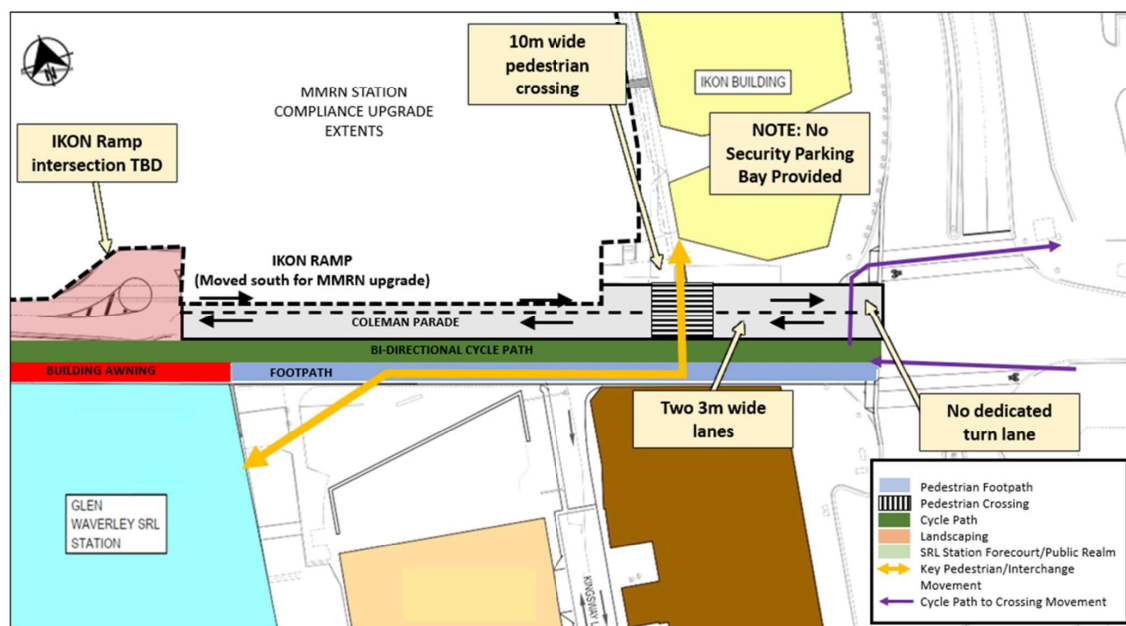 N
MMRN STATION
COMPLIANCE UPGRADE
EXTENTS
10m wide
pedestrian
crossing
IKON BUILDING
NOTE: No
Security Parking
Bay Provided
IKON Ramp
intersection TBD
IKON RAMP
(Moved south for MMRN upgrade)
COLEMAN PARADE
BI-DIRECTIONAL CYCLE PATH
BUILDING AWNING
FOOTPATH
Two 3m wide
lanes
No dedicated
turn lane
GLEN
WAVERLEY SRL
STATION
KINGSWAY
Pedestrian Footpath
Pedestrian Crossing
Cycle Path
Landscaping
SRL Station Forecourt/Public Realm
Key Pedestrian/Interchange
Movement
Cycle Path to Crossing Movement